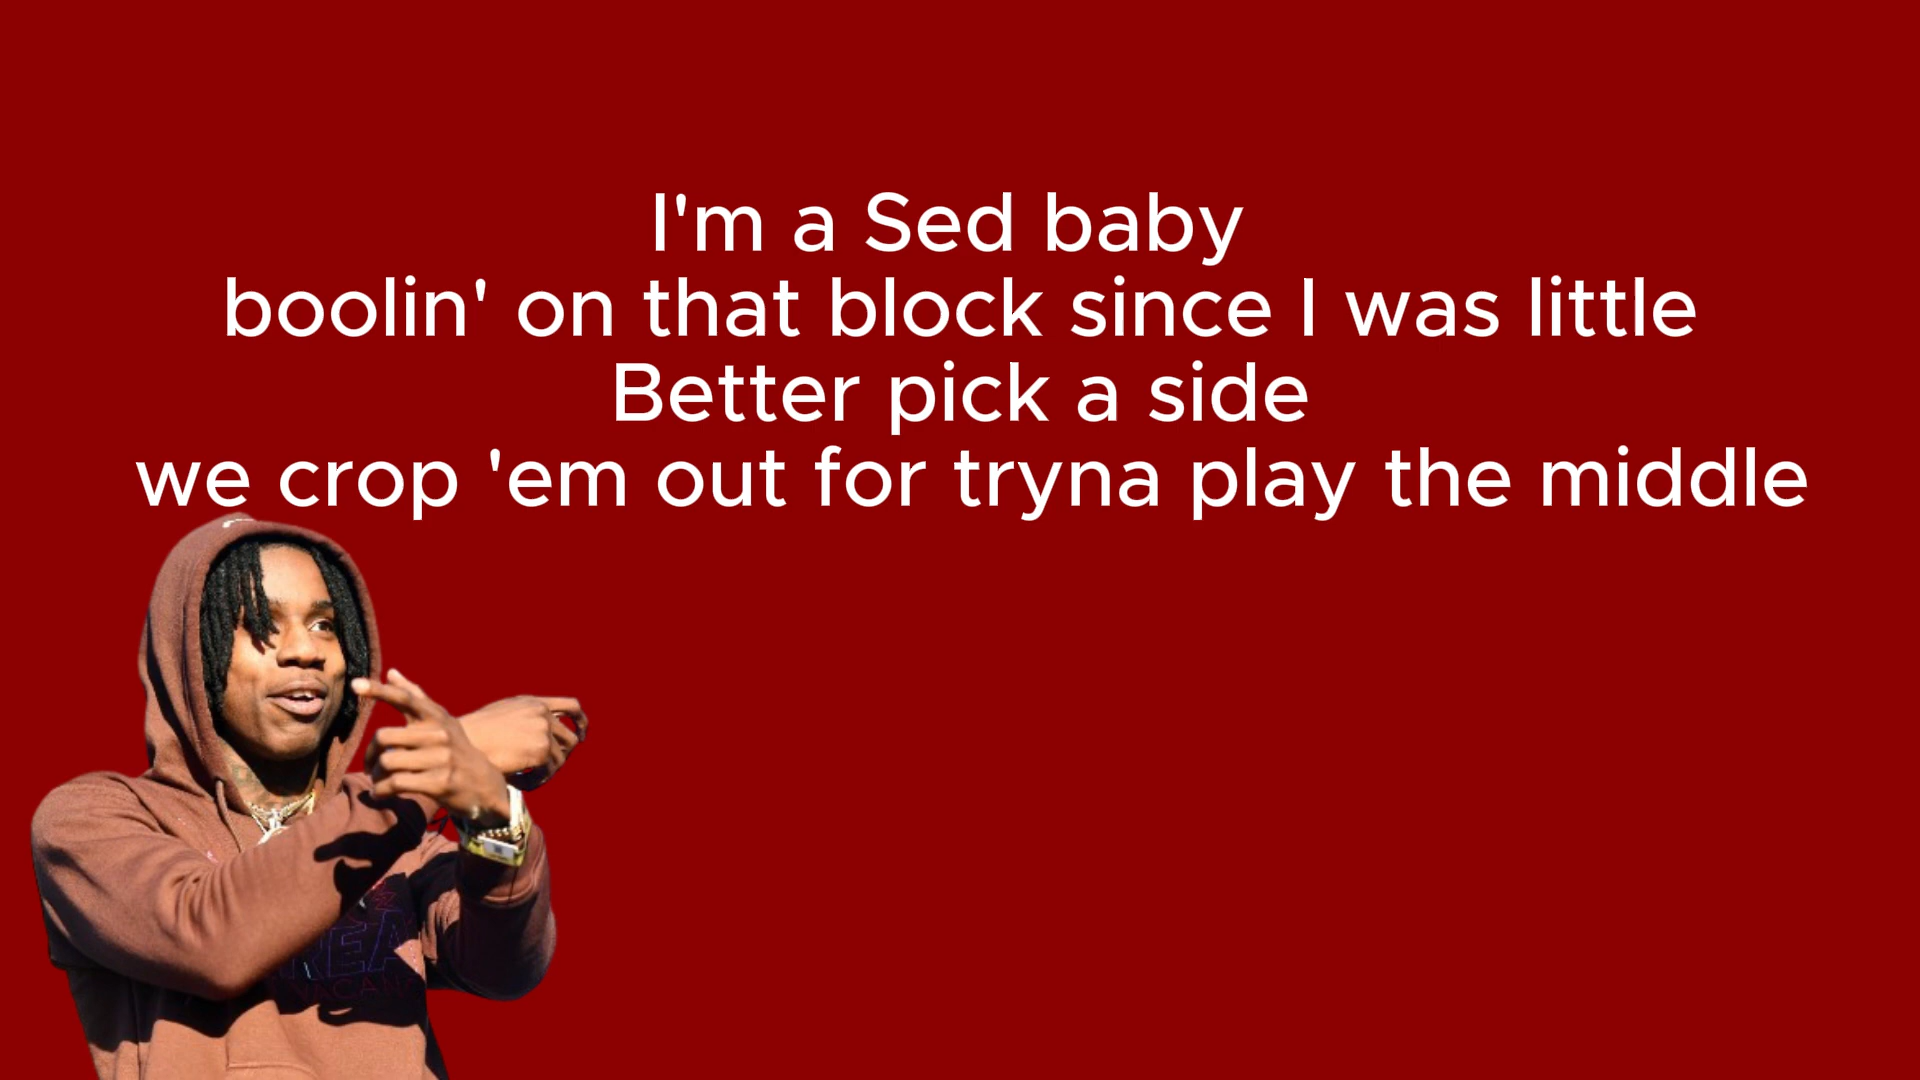 I'm a Sed baby
boolin' on that block since I was little
Better pick a side
we crop 'em out for tryna play the middle